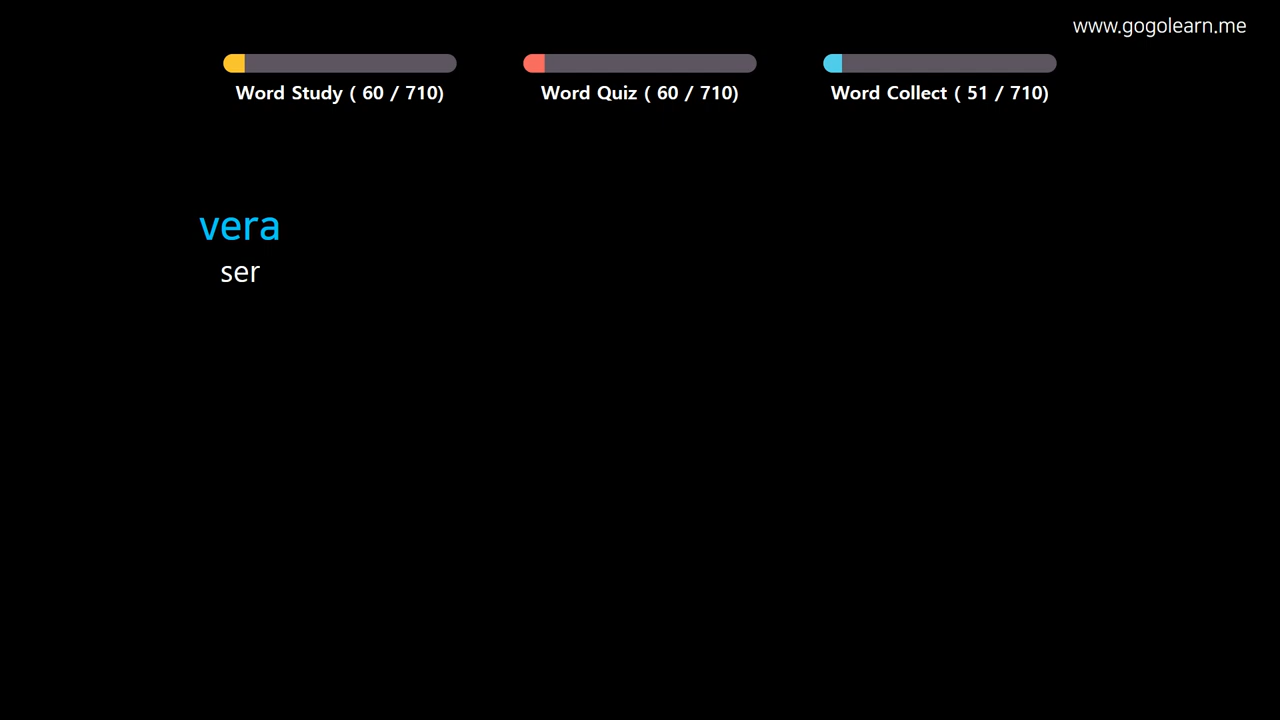 www.gogolearn.me
Word Study ( 60 / 710)
Word Quiz ( 60 / 710)
Word Collect ( 51 / 710)
vera
ser